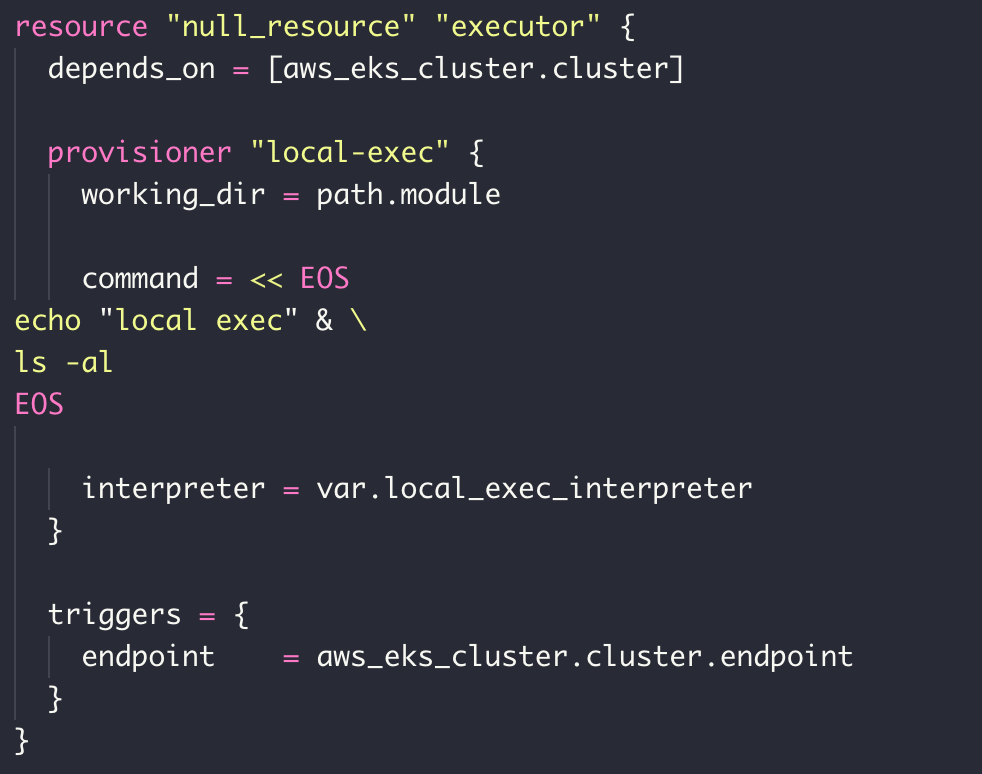 resource "null_resource" "executor" {
  depends_on = [aws_eks_cluster.cluster]

  provisioner "local-exec" {
    working_dir = path.module

    command = << EOS
echo "local exec" & \
ls -al
EOS

    interpreter = var.local_exec_interpreter
  }

  triggers = {
    endpoint    = aws_eks_cluster.cluster.endpoint
  }
}